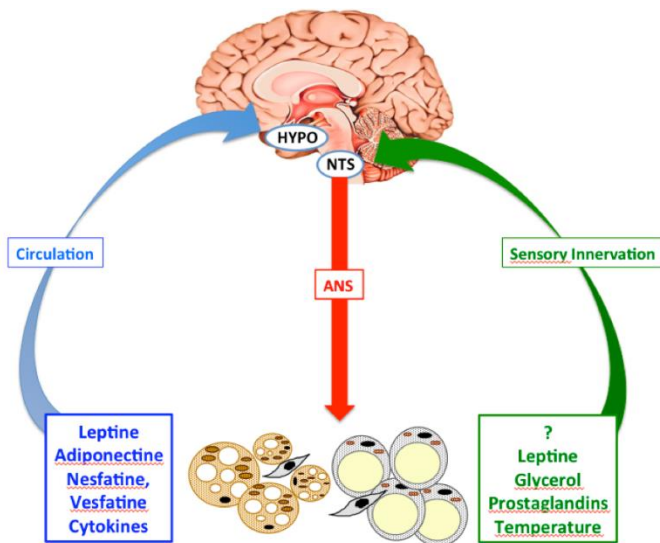 HYPO
NTS
Circulation
Sensory Innervation
ANS
Leptine
Adiponectine
Nesfatine,
Vesfatine
Cytokines
?
Leptine
Glycerol
Prostaglandins
Temperature